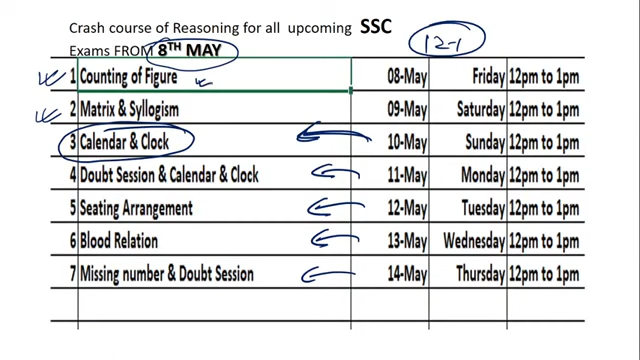 Crash course of Reasoning for all upcoming SSC
Exams FROM 8TH MAY
12-1
1 Counting of Figure 08-May Friday 12pm to 1pm
2 Matrix & Syllogism 09-May Saturday 12pm to 1pm
3 Calendar & Clock 10-May Sunday 12pm to 1pm
4 Doubt Session & Calendar & Clock 11-May Monday 12pm to 1pm
5 Seating Arrangement 12-May Tuesday 12pm to 1pm
6 Blood Relation 13-May Wednesday 12pm to 1pm
7 Missing number & Doubt Session 14-May Thursday 12pm to 1pm